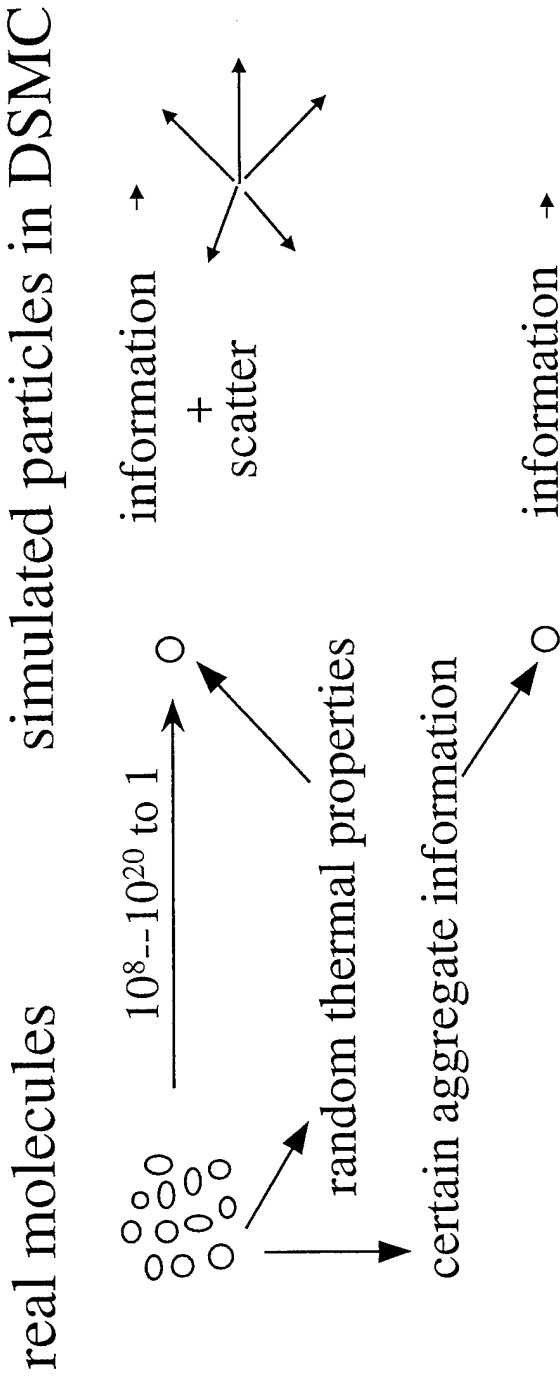 real molecules
simulated particles in DSMC
10⁸--10²⁰ to 1
information
+
scatter
random thermal properties
certain aggregate information
information